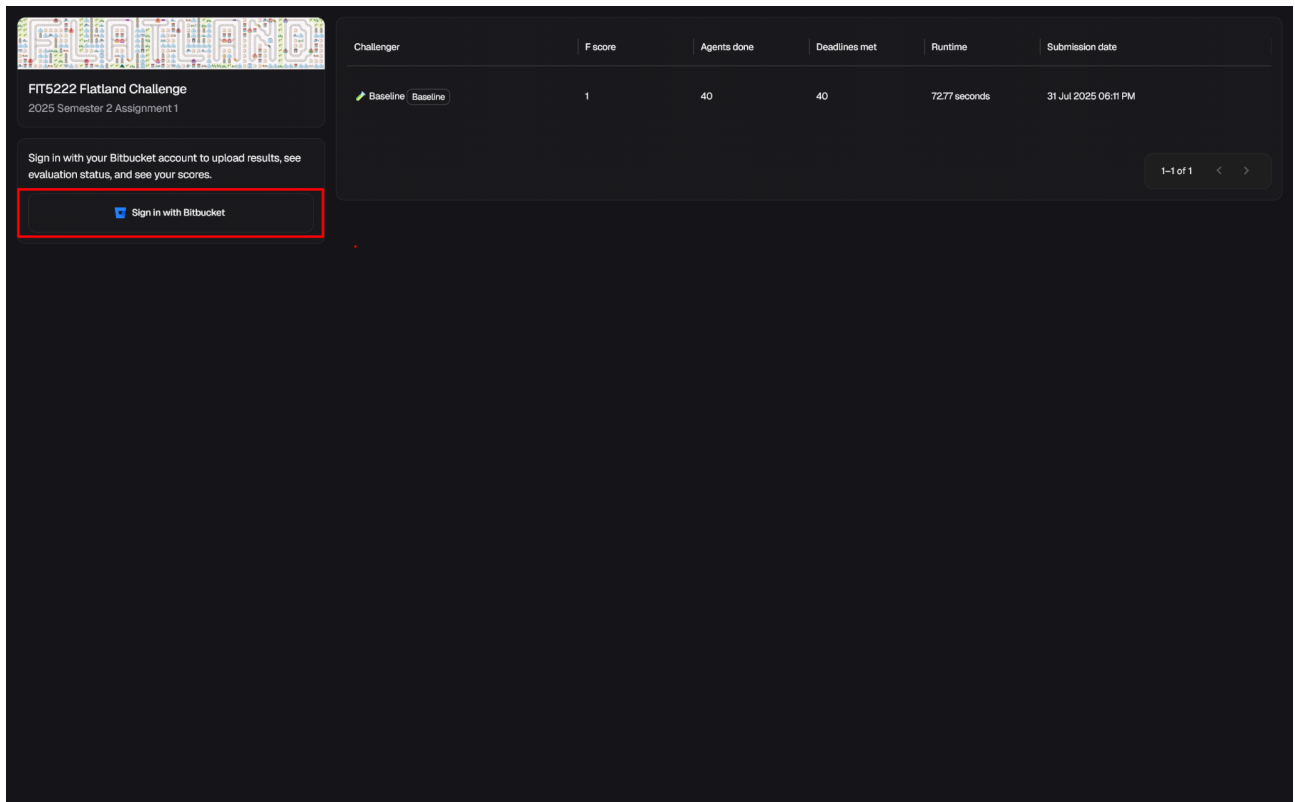 FLATLAND
FIT5222 Flatland Challenge
2025 Semester 2 Assignment 1
Sign in with your Bitbucket account to upload results, see
evaluation status, and see your scores.
Sign in with Bitbucket
Challenger F score Agents done Deadlines met Runtime Submission date
Baseline Baseline 1 40 40 72.77 seconds 31 Jul 2025 06:11 PM
1–1 of 1